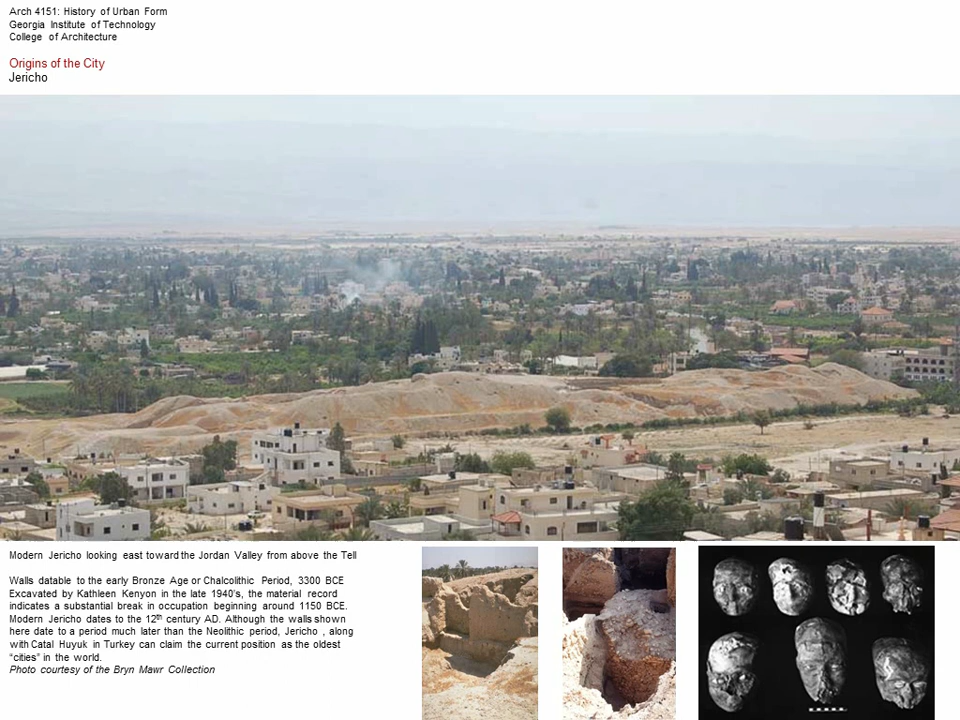 Arch 4151: History of Urban Form
Georgia Institute of Technology
College of Architecture
Origins of the City
Jericho
Modern Jericho looking east toward the Jordan Valley from above the Tell
Walls datable to the early Bronze Age or Chalcolithic Period, 3300 BCE
Excavated by Kathleen Kenyon in the late 1940's, the material record
indicates a substantial break in occupation beginning around 1150 BCE.
Modern Jericho dates to the 12th century AD. Although the walls shown
here date to a period much later than the Neolithic period, Jericho , along
with Catal Huyuk in Turkey can claim the current position as the oldest
“cities” in the world.
Photo courtesy of the Bryn Mawr Collection